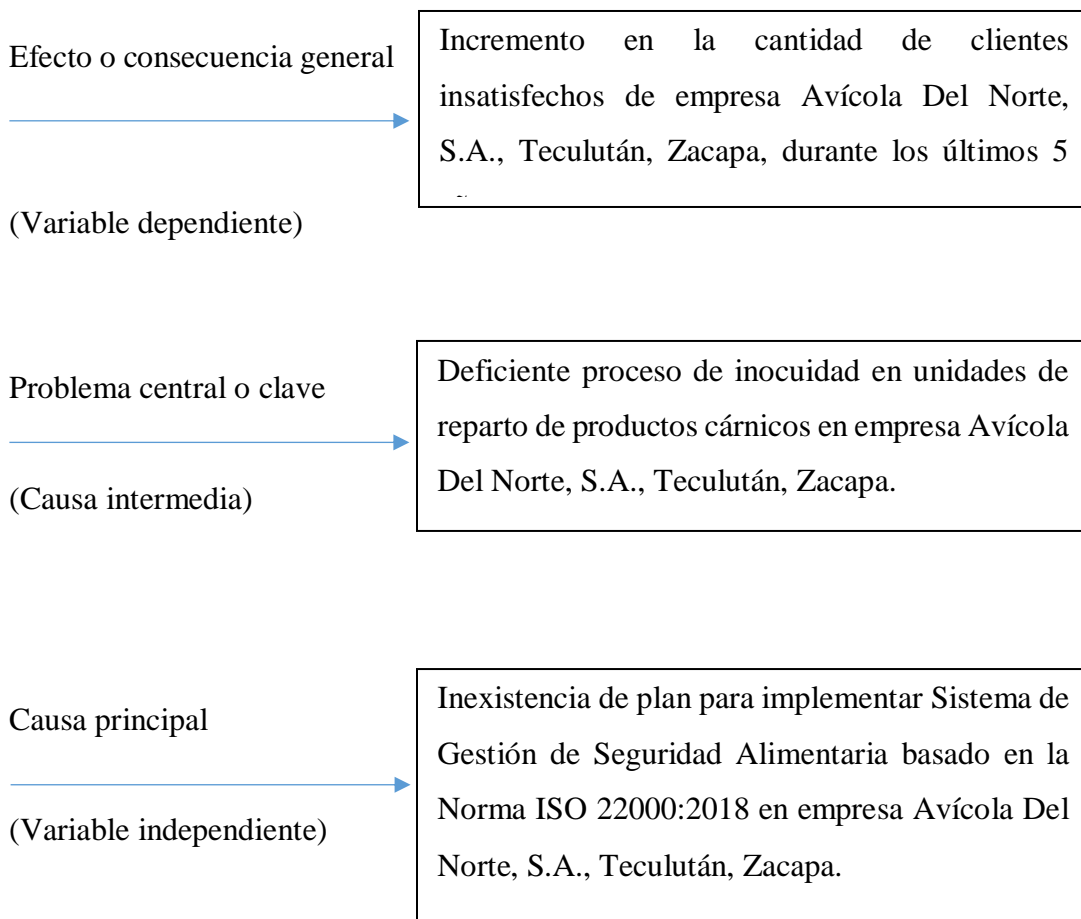 Efecto o consecuencia general
(Variable dependiente)
Incremento en la cantidad de clientes
insatisfechos de empresa Avícola Del Norte,
S.A., Teculután, Zacapa, durante los últimos 5
Problema central o clave
(Causa intermedia)
Deficiente proceso de inocuidad en unidades de
reparto de productos cárnicos en empresa Avícola
Del Norte, S.A., Teculután, Zacapa.
Causa principal
(Variable independiente)
Inexistencia de plan para implementar Sistema de
Gestión de Seguridad Alimentaria basado en la
Norma ISO 22000:2018 en empresa Avícola Del
Norte, S.A., Teculután, Zacapa.